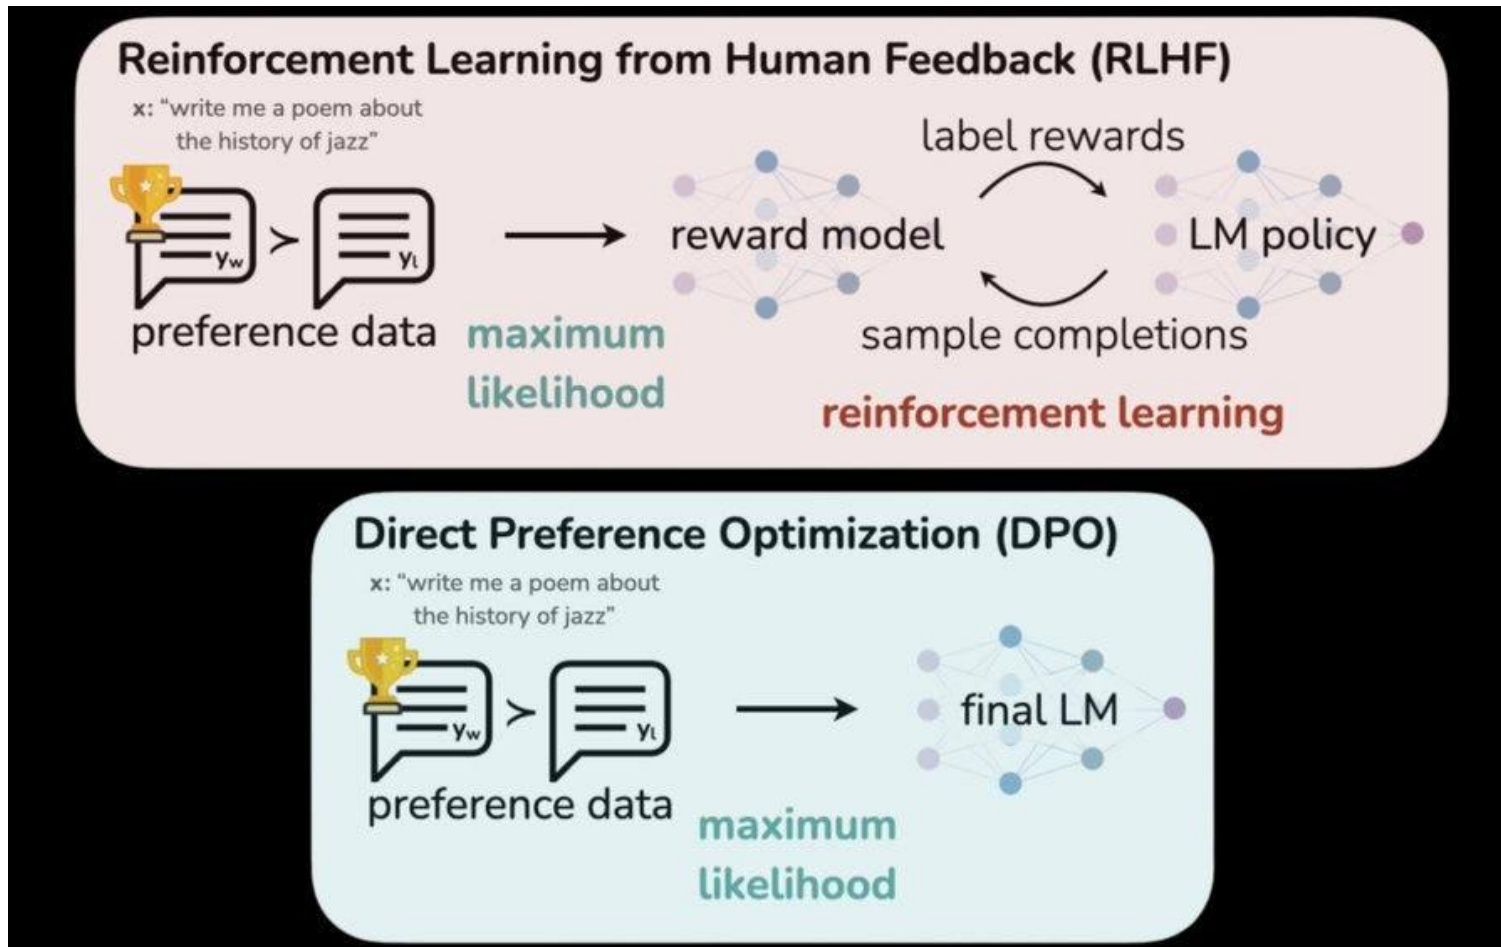 Reinforcement Learning from Human Feedback (RLHF)
x: “write me a poem about
the history of jazz”
label rewards
yw
≻
yl
reward model
LM policy
preference data
maximum
likelihood
sample completions
reinforcement learning
Direct Preference Optimization (DPO)
x: “write me a poem about
the history of jazz”
yw
≻
yl
final LM
preference data
maximum
likelihood